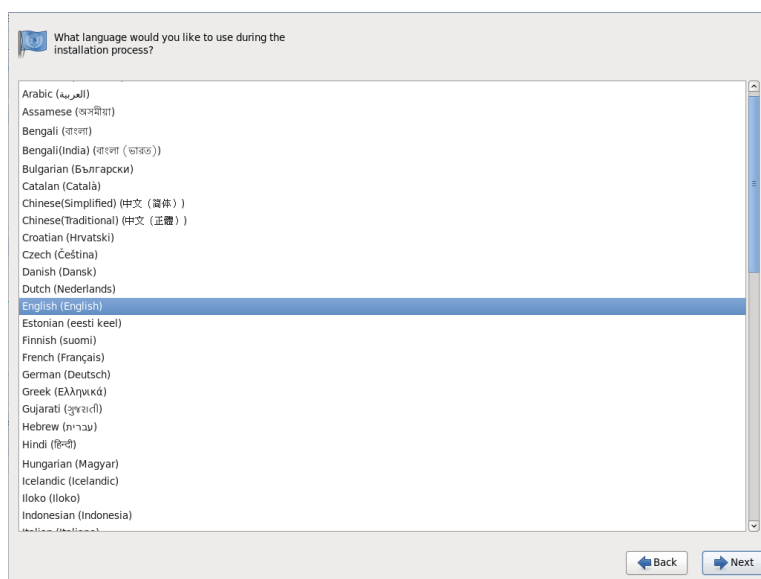 What language would you like to use during the
installation process?
Arabic (العربية)
Assamese (অসমীয়া)
Bengali (বাংলা)
Bengali(India) (বাংলা (ভারত))
Bulgarian (Български)
Catalan (Català)
Chinese(Simplified) (中文（简体）)
Chinese(Traditional) (中文（正體）)
Croatian (Hrvatski)
Czech (Čeština)
Danish (Dansk)
Dutch (Nederlands)
English (English)
Estonian (eesti keel)
Finnish (suomi)
French (Français)
German (Deutsch)
Greek (Ελληνικά)
Gujarati (ગુજરાતી)
Hebrew (עברית)
Hindi (हिन्दी)
Hungarian (Magyar)
Icelandic (Icelandic)
Iloko (Iloko)
Indonesian (Indonesia)
Italian (Italiano)
Back
Next